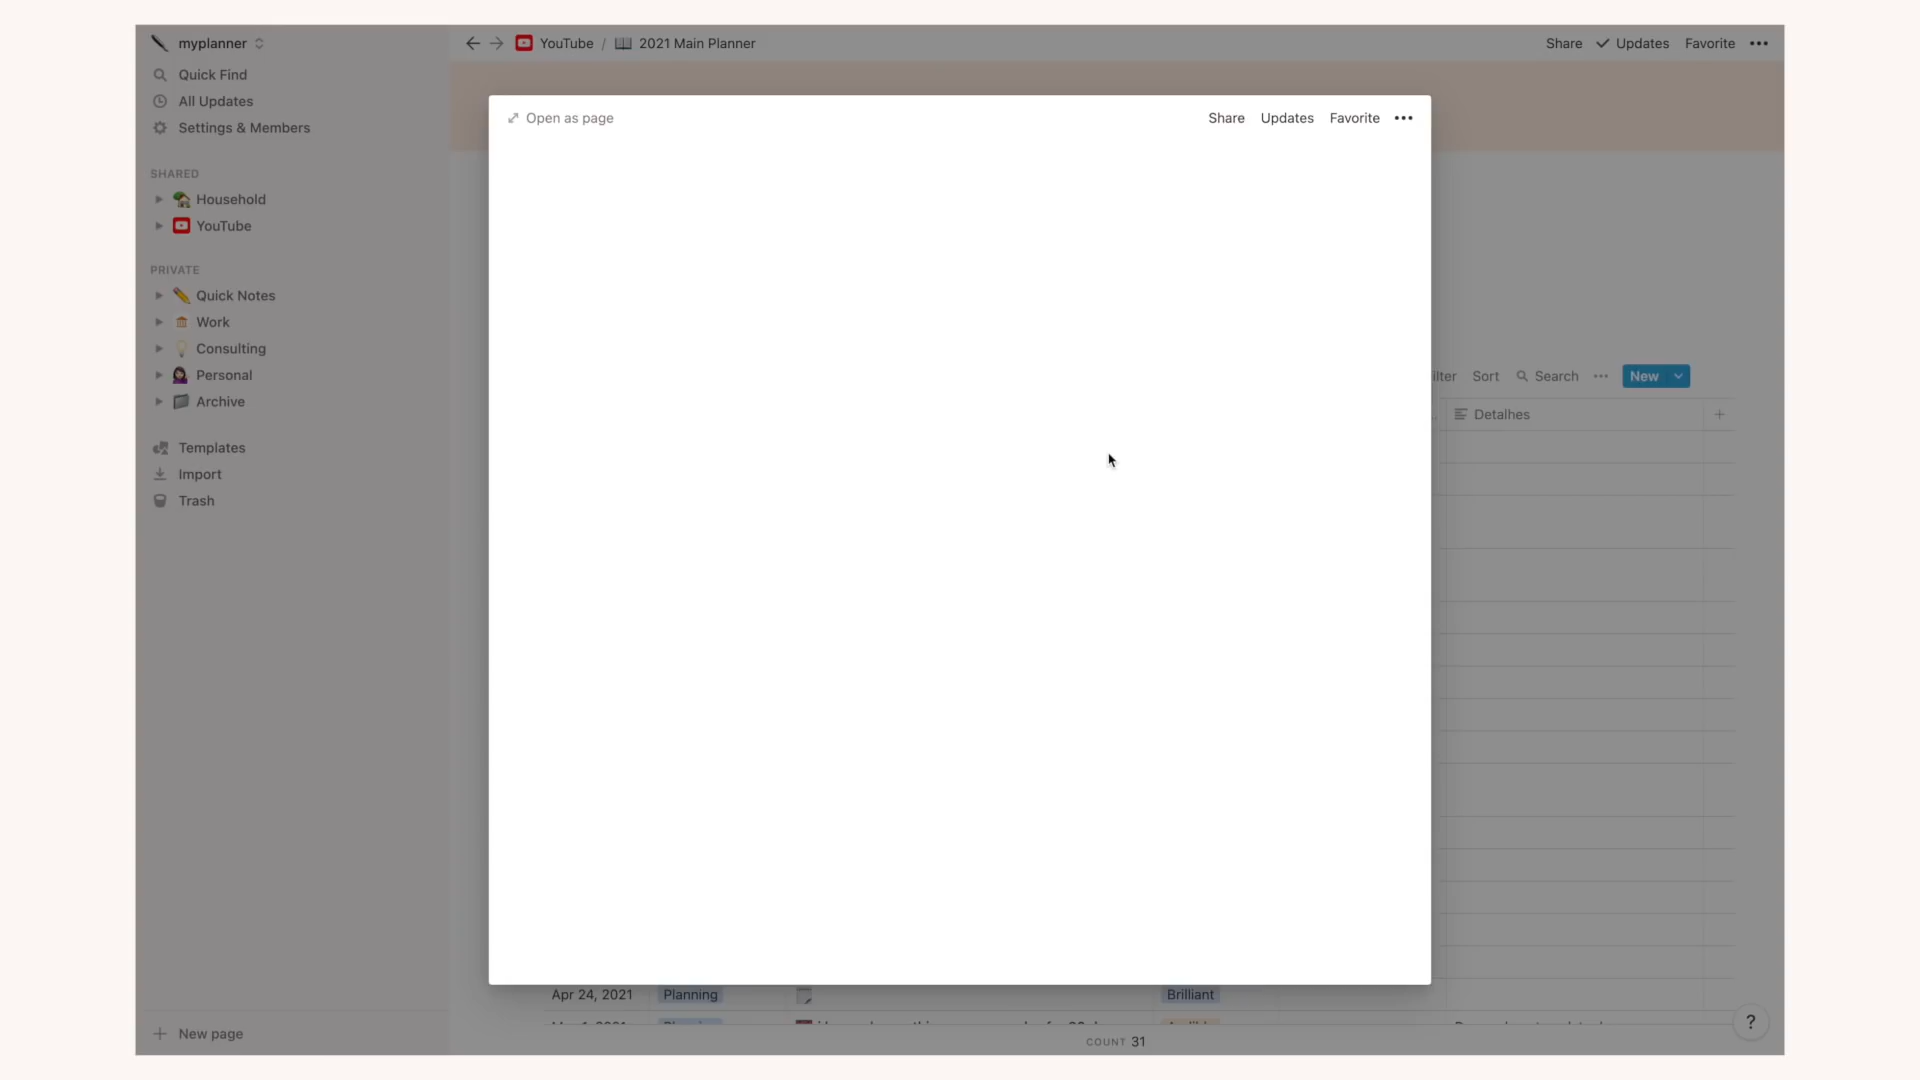 myplanner
YouTube / 2021 Main Planner
Share Updates Favorite
Quick Find
All Updates
Settings & Members
SHARED
Household
YouTube
PRIVATE
Quick Notes
Work
Consulting
Personal
Archive
Templates
Import
Trash
New page
Open as page
Share Updates Favorite
Sort Search New
Detalhes
Apr 24, 2021 Planning Brilliant
COUNT 31
?